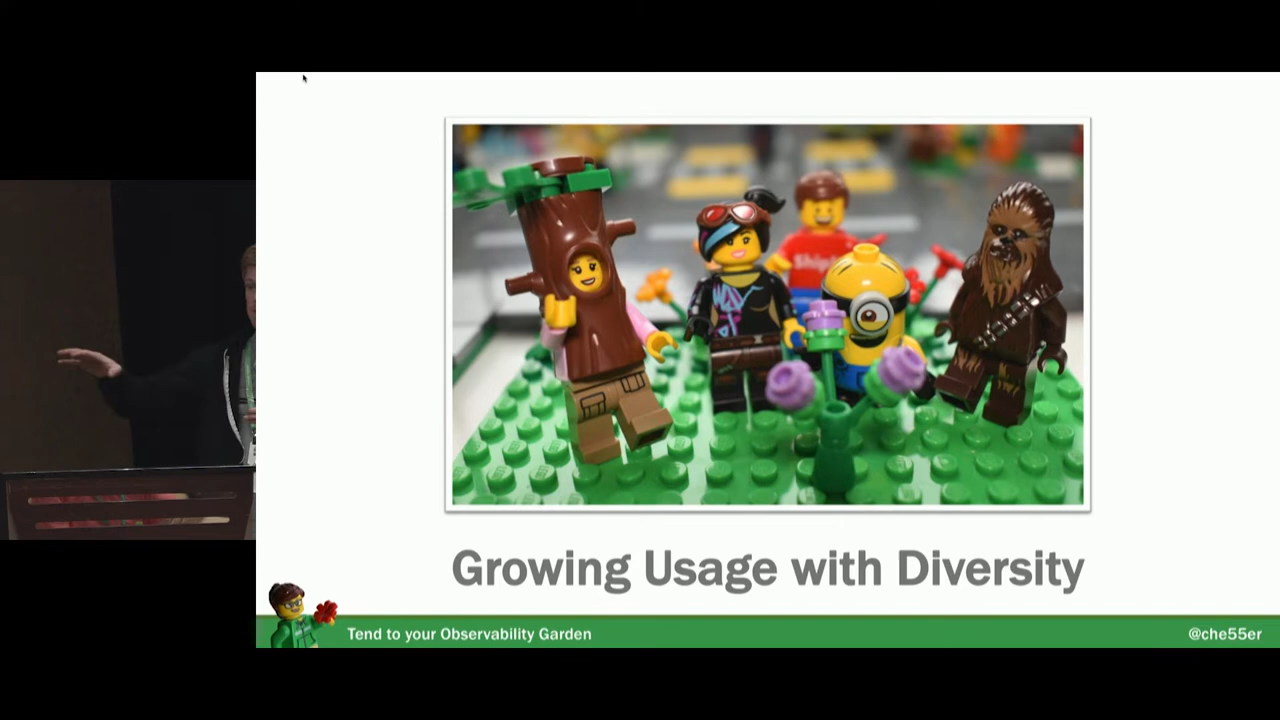 Growing Usage with Diversity
Tend to your Observability Garden
@che55er